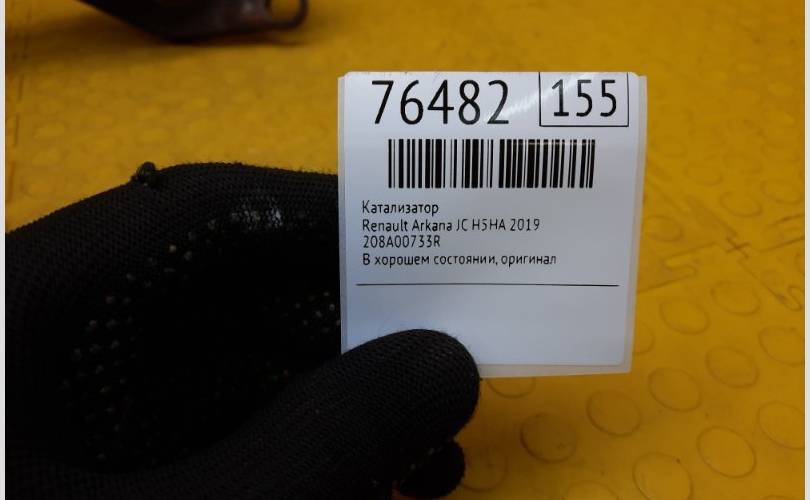 76482 155
Катализатор
Renault Arkana JC H5HA 2019
208A00733R
В хорошем состоянии, оригинал